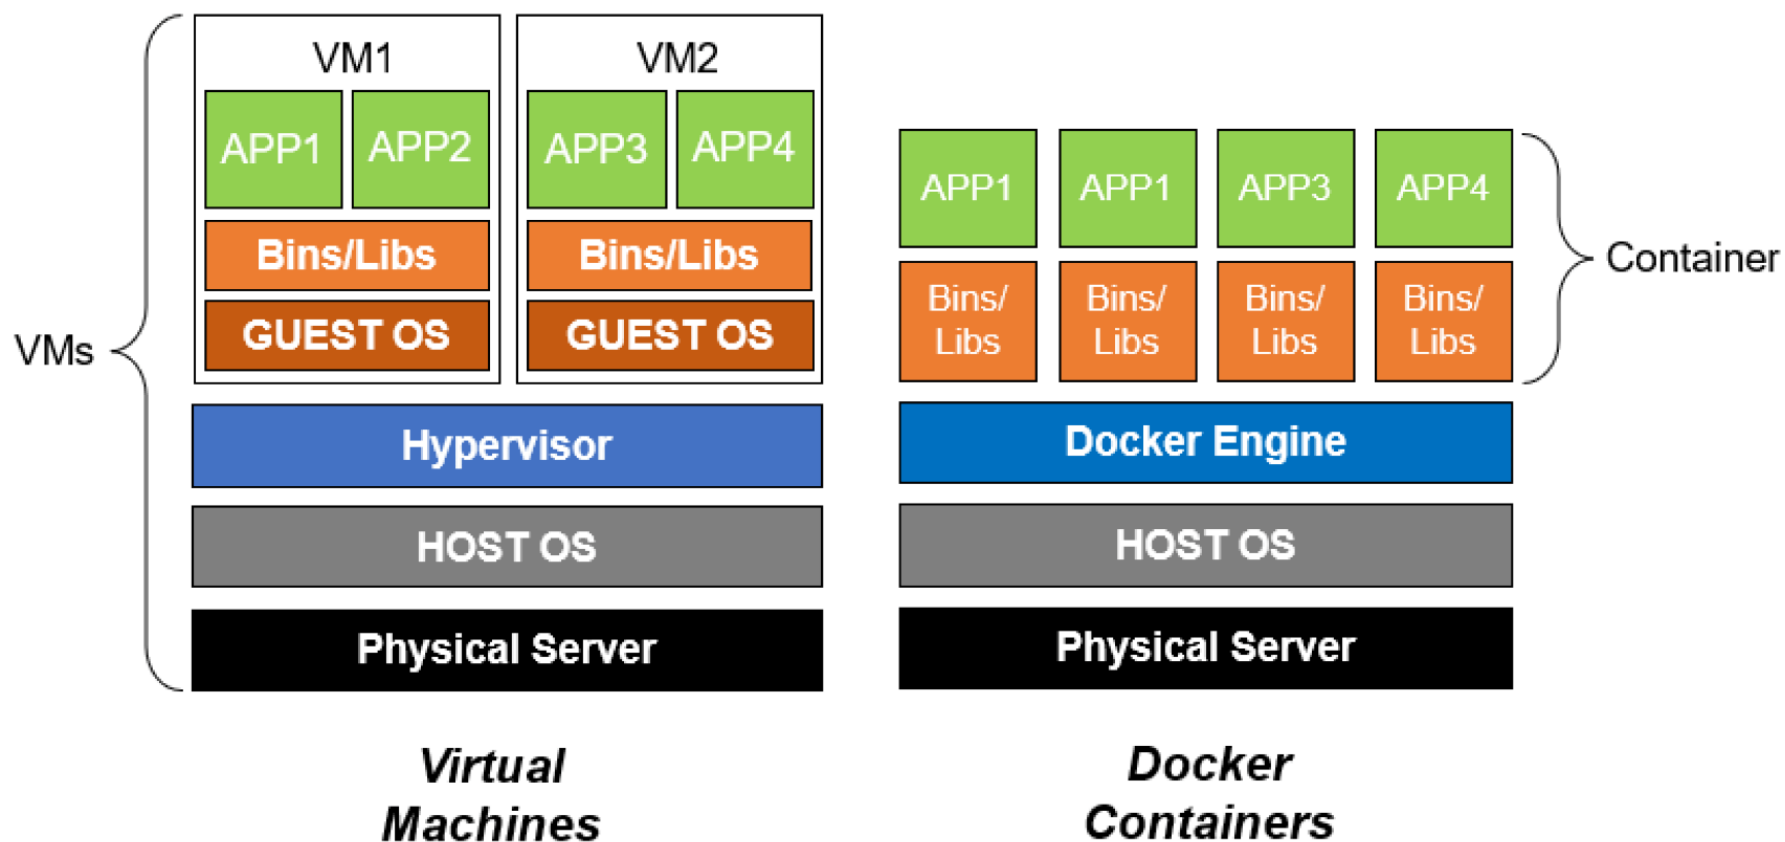 VMs
VM1
APP1
APP2
Bins/Libs
GUEST OS
VM2
APP3
APP4
Bins/Libs
GUEST OS
Hypervisor
HOST OS
Physical Server
Virtual
Machines
APP1
APP1
APP3
APP4
Bins/
Libs
Bins/
Libs
Bins/
Libs
Bins/
Libs
Container
Docker Engine
HOST OS
Physical Server
Docker
Containers